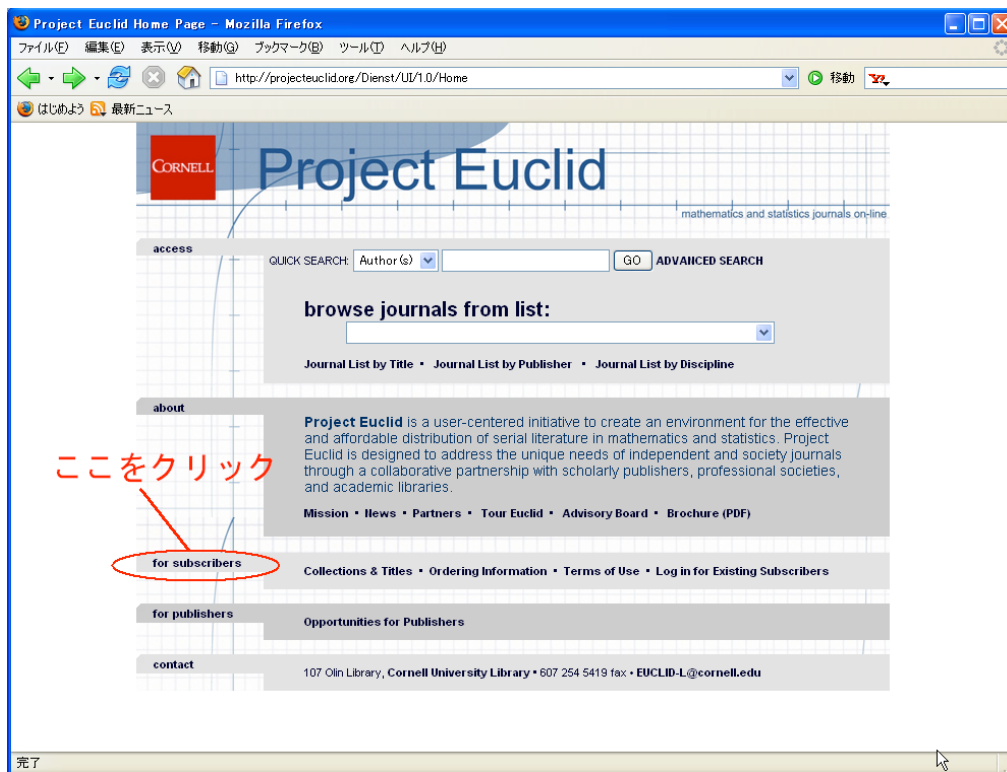 Project Euclid Home Page - Mozilla Firefox
ファイル(F) 編集(E) 表示(V) 移動(G) ブックマーク(B) ツール(T) ヘルプ(H)
http://projecteuclid.org/Dienst/UI/1.0/Home 移動
はじめよう 最新ニュース
CORNELL
Project Euclid
mathematics and statistics journals on-line
access
QUICK SEARCH: Author(s) GO ADVANCED SEARCH
browse journals from list:
Journal List by Title • Journal List by Publisher • Journal List by Discipline
about
Project Euclid is a user-centered initiative to create an environment for the effective
and affordable distribution of serial literature in mathematics and statistics. Project
Euclid is designed to address the unique needs of independent and society journals
through a collaborative partnership with scholarly publishers, professional societies,
and academic libraries.
Mission • News • Partners • Tour Euclid • Advisory Board • Brochure (PDF)
ここをクリック
for subscribers
Collections & Titles • Ordering Information • Terms of Use • Log in for Existing Subscribers
for publishers
Opportunities for Publishers
contact
107 Olin Library, Cornell University Library • 607 254 5419 fax • EUCLID-L@cornell.edu
完了